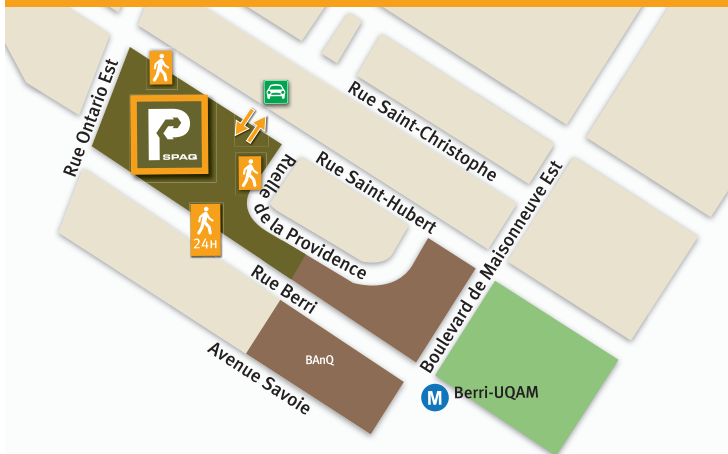 Rue Ontario Est
SPAQ
24H
Rue Saint-Christophe
Rue Saint-Hubert
Ruelle
de la Providence
Boulevard de Maisonneuve Est
Rue Berri
BAnQ
Avenue Savoie
M
Berri-UQAM